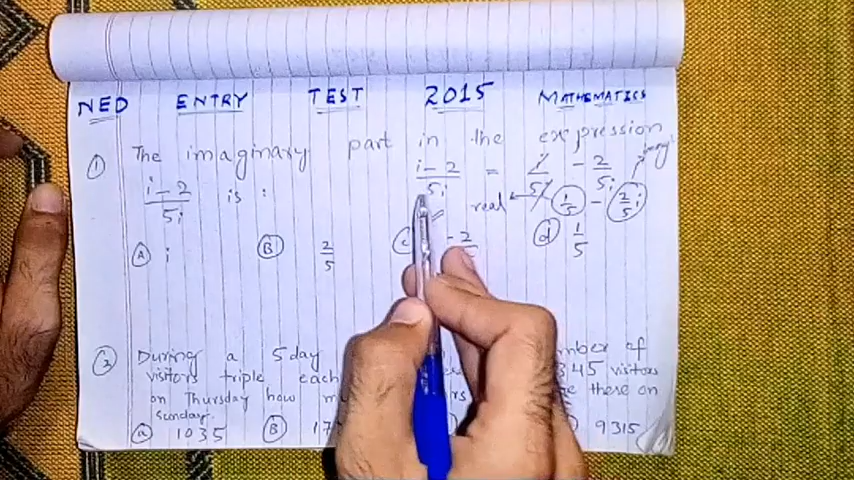 NED ENTRY TEST 2015 MATHEMATICS
① The imaginary part in the expression
i-2/5i is :
i-2/5i = i/5i - 2/5i
real 1/5 - 2/5i
Ⓐ i Ⓑ 2/5 Ⓒ -2 ⓓ 1/5
② During a 5 day
visitors triple each 345 visitors
on Thursday how these on
sunday.
ⓐ 1035 Ⓑ 9315